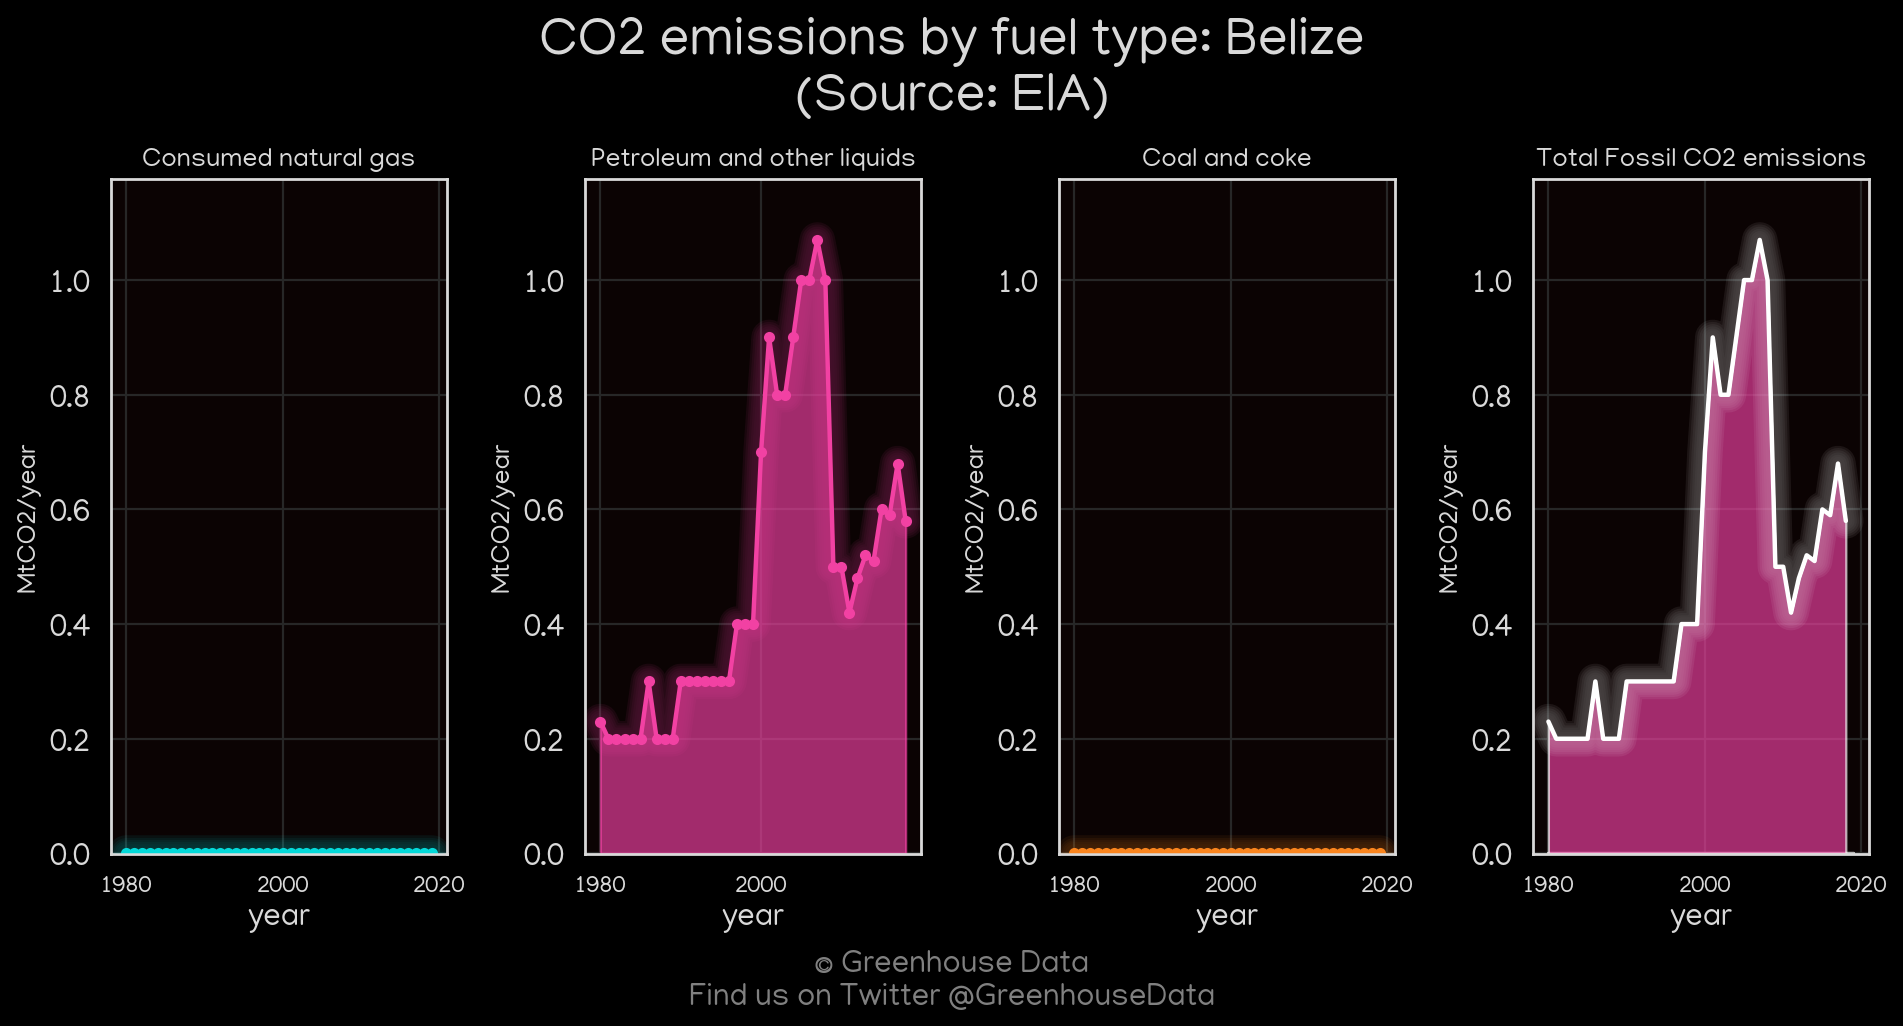 CO2 emissions by fuel type: Belize
(Source: EIA)
Consumed natural gas
Petroleum and other liquids
Coal and coke
Total Fossil CO2 emissions
MtCO2/year
1.0
0.8
0.6
0.4
0.2
0.0
1980
2000
2020
year
MtCO2/year
1.0
0.8
0.6
0.4
0.2
0.0
1980
2000
year
MtCO2/year
1.0
0.8
0.6
0.4
0.2
0.0
1980
2000
2020
year
MtCO2/year
1.0
0.8
0.6
0.4
0.2
0.0
1980
2000
2020
year
© Greenhouse Data
Find us on Twitter @GreenhouseData